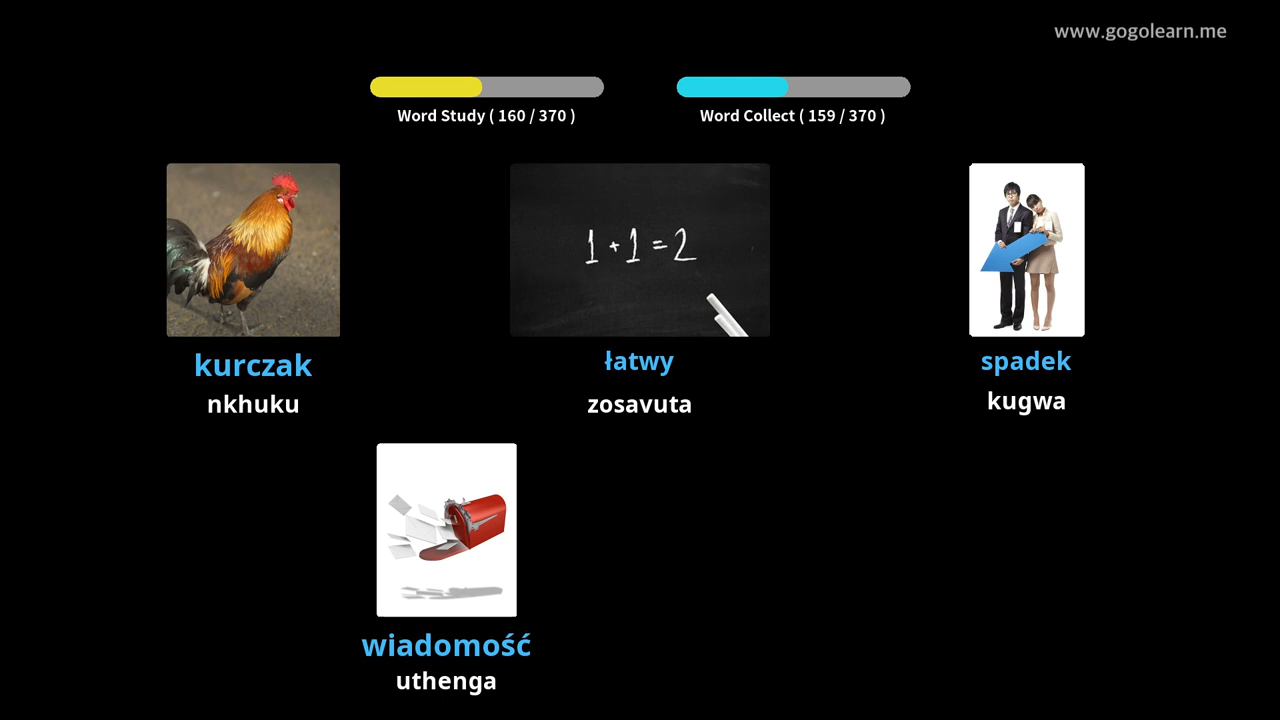 www.gogolearn.me
Word Study ( 160 / 370 )
Word Collect ( 159 / 370 )
1 + 1 = 2
kurczak
nkhuku
łatwy
zosavuta
spadek
kugwa
wiadomość
uthenga